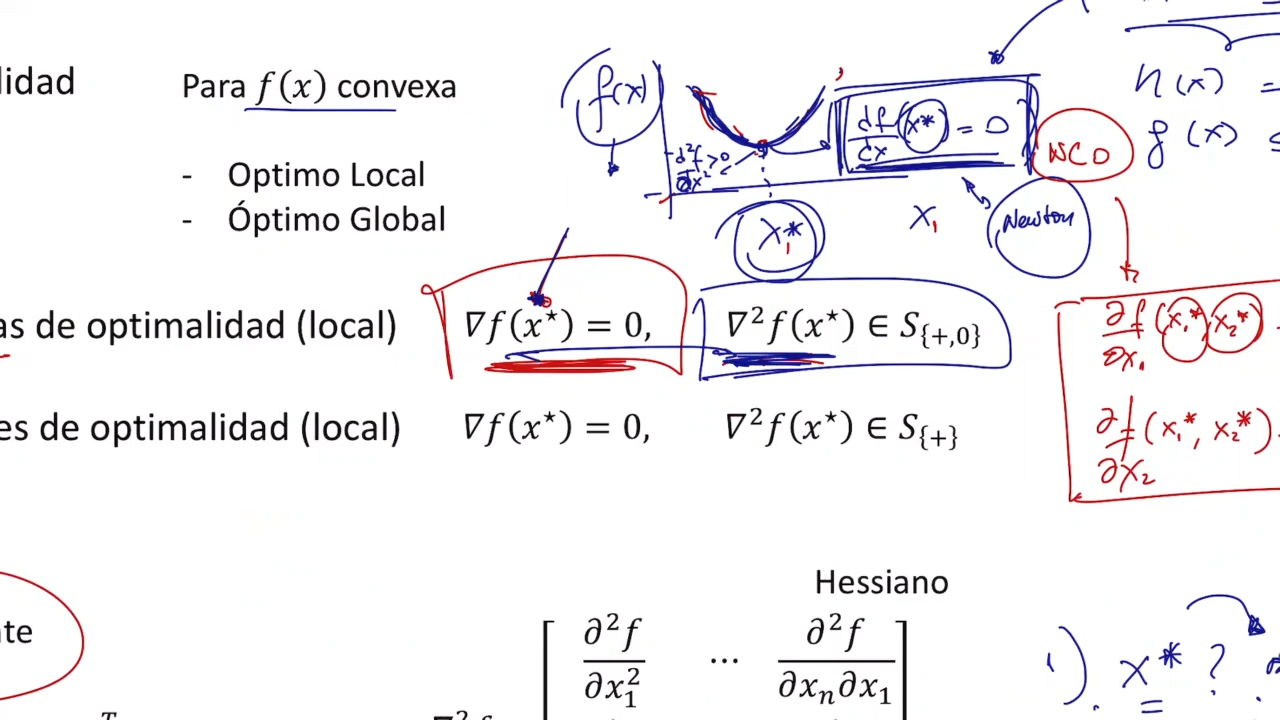 lidad
Para f(x) convexa
- Optimo Local
- Óptimo Global
f(x)
d²f/dx² > 0
df/dx (x*) = 0
NCO
h(x) =
g(x)
x₁*
x₁
Newton
as de optimalidad (local) ∇f(x⋆) = 0, ∇²f(x⋆) ∈ S{+,0}
es de optimalidad (local) ∇f(x⋆) = 0, ∇²f(x⋆) ∈ S{+}
∂f/∂x₁ (x₁*, x₂*)
∂f/∂x₂ (x₁*, x₂*)
nte
Hessiano
∂²f/∂x₁² ⋯ ∂²f/∂xₙ∂x₁
1) x* ?